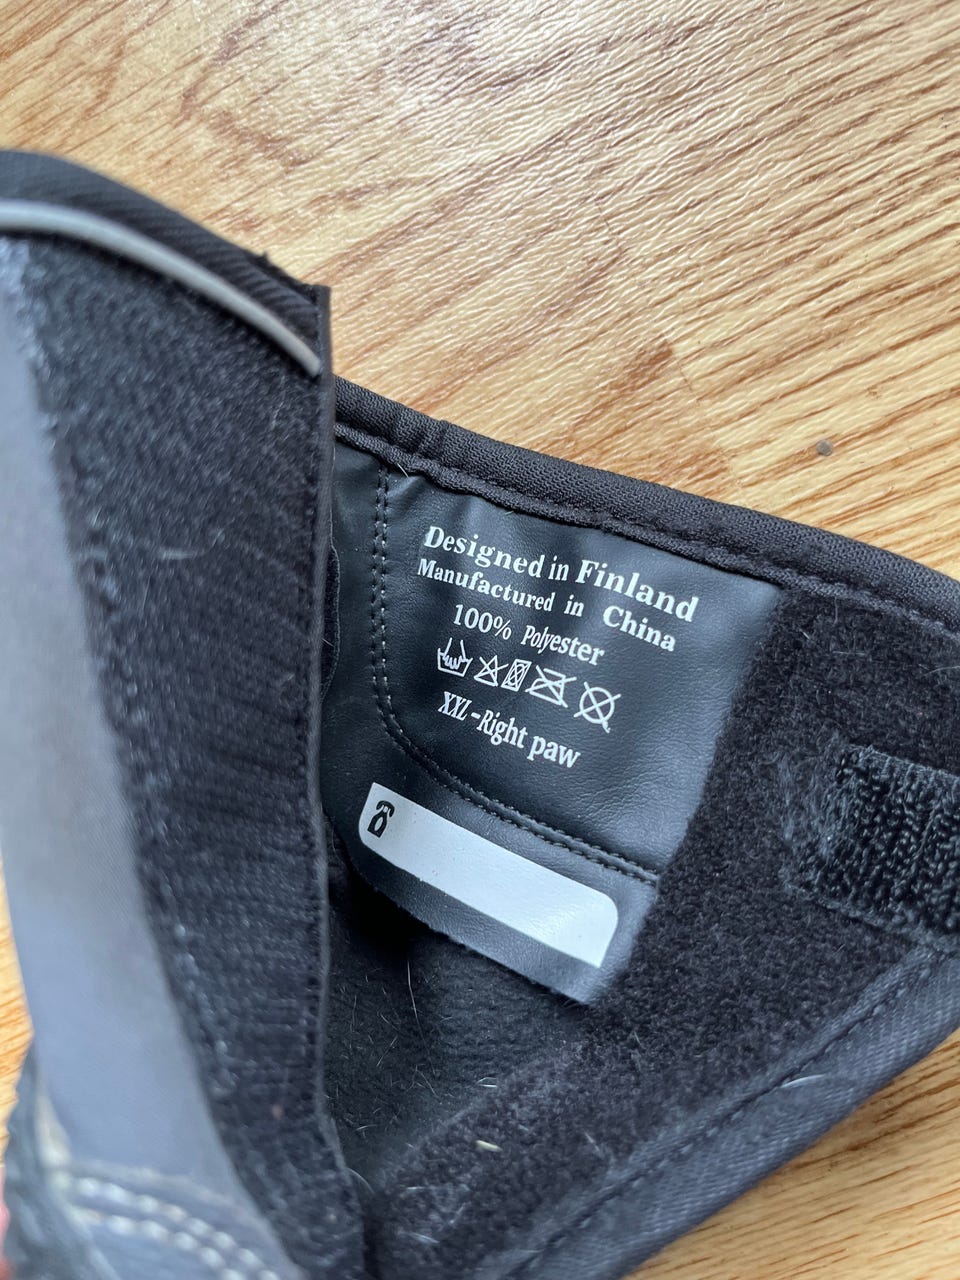 Designed in Finland
Manufactured in China
100% Polyester
XXL-Right paw